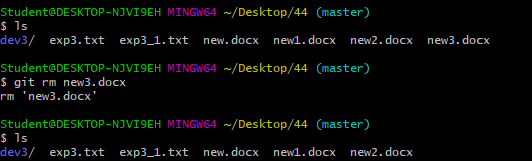 Student@DESKTOP-NJVI9EH MINGW64 ~/Desktop/44 (master)
$ ls
dev3/  exp3.txt  exp3_1.txt  new.docx  new1.docx  new2.docx  new3.docx
Student@DESKTOP-NJVI9EH MINGW64 ~/Desktop/44 (master)
$ git rm new3.docx
rm 'new3.docx'
Student@DESKTOP-NJVI9EH MINGW64 ~/Desktop/44 (master)
$ ls
dev3/  exp3.txt  exp3_1.txt  new.docx  new1.docx  new2.docx